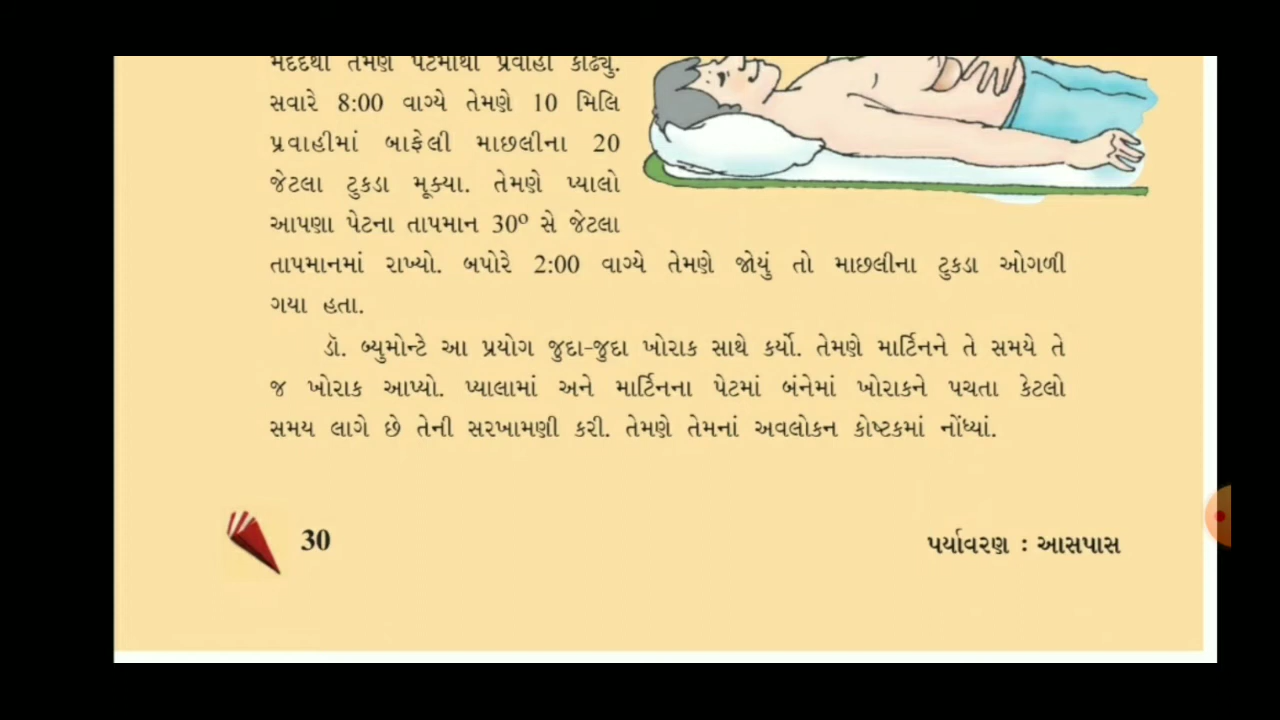 મદદથી તેમણે પેટમાંથી પ્રવાહી કાઢ્યું.
સવારે 8:00 વાગ્યે તેમણે 10 મિલિ
પ્રવાહીમાં બાફેલી માછલીના 20
જેટલા ટુકડા મૂક્યા. તેમણે પ્યાલો
આપણા પેટના તાપમાન 30º સે જેટલા
તાપમાનમાં રાખ્યો. બપોરે 2:00 વાગ્યે તેમણે જોયું તો માછલીના ટુકડા ઓગળી
ગયા હતા.
ડૉ. બ્યુમોન્ટે આ પ્રયોગ જુદા-જુદા ખોરાક સાથે કર્યો. તેમણે માર્ટિનને તે સમયે તે
જ ખોરાક આપ્યો. પ્યાલામાં અને માર્ટિનના પેટમાં બંનેમાં ખોરાકને પચતા કેટલો
સમય લાગે છે તેની સરખામણી કરી. તેમણે તેમનાં અવલોકન કોષ્ટકમાં નોંધ્યાં.
30
પર્યાવરણ : આસપાસ